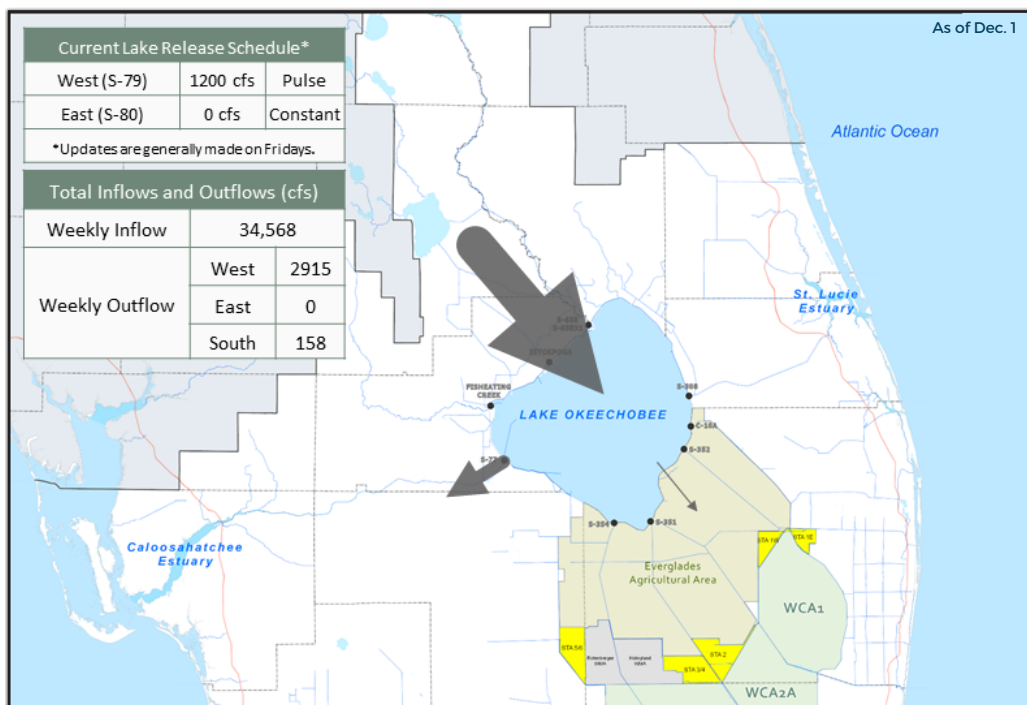 As of Dec. 1
Current Lake Release Schedule*
West (S-79) 1200 cfs Pulse
East (S-80) 0 cfs Constant
*Updates are generally made on Fridays.
Total Inflows and Outflows (cfs)
Weekly Inflow 34,568
Weekly Outflow
West 2915
East 0
South 158
Atlantic Ocean
St. Lucie
Estuary
FISHEATING
CREEK
LAKE OKEECHOBEE
S-308
S-352
S-354
S-351
Caloosahatchee
Estuary
Everglades
Agricultural Area
STA 1E
WCA1
STA 5/6
STA 2
STA 3/4
WCA2A